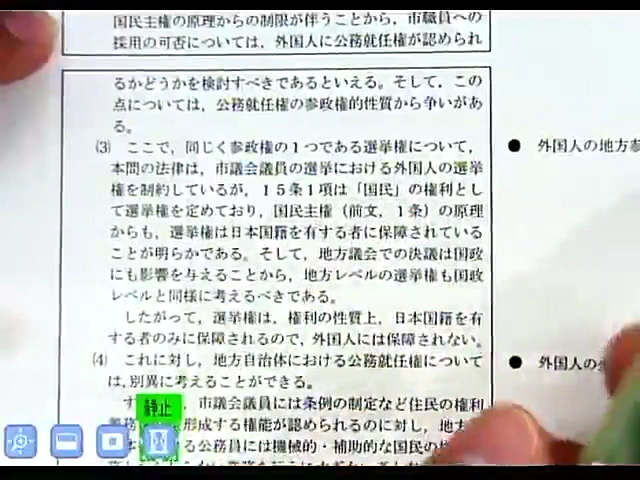 国民主権の原理からの制限が伴うことから，市職員への
採用の可否については，外国人に公務就任権が認められ
るかどうかを検討すべきであるといえる。そして，この
点については，公務就任権の参政権的性質から争いがあ
る。
(3) ここで，同じく参政権の１つである選挙権について，
本問の法律は，市議会議員の選挙における外国人の選挙
権を制約しているが，１５条１項は「国民」の権利とし
て選挙権を定めており，国民主権（前文，１条）の原理
からも，選挙権は日本国籍を有する者に保障されている
ことが明らかである。そして，地方議会での決議は国政
にも影響を与えることから，地方レベルの選挙権も国政
レベルと同様に考えるべきである。
したがって，選挙権は，権利の性質上，日本国籍を有
する者のみに保障されるので，外国人には保障されない。
(4) これに対し，地方自治体における公務就任権について
は，別異に考えることができる。
す，市議会議員には条例の制定など住民の権利
形成する権能が認められるのに対し，地
る公務員には機械的・補助的な国民の
● 外国人の地方参
● 外国人の
静止